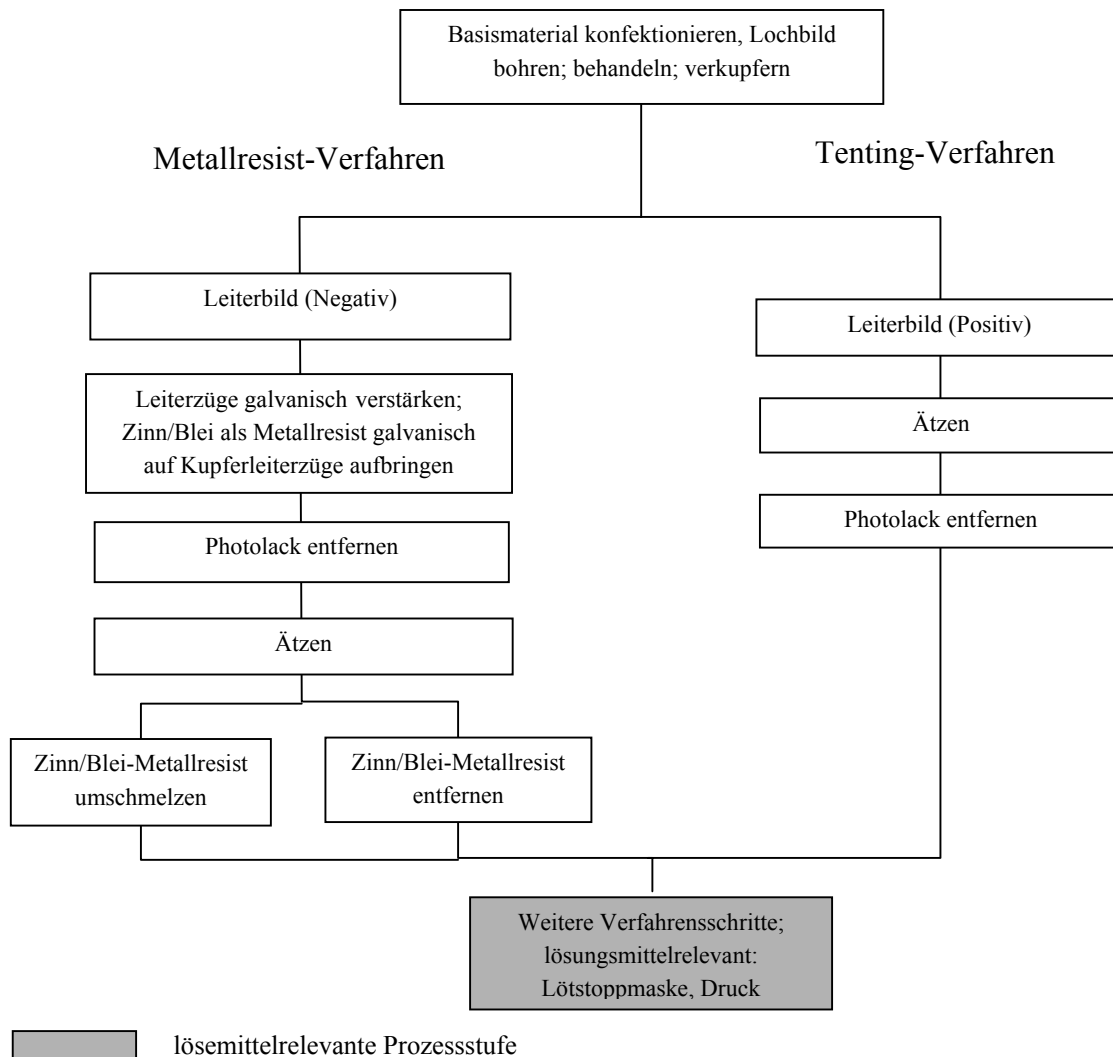 Basismaterial konfektionieren, Lochbild
bohren; behandeln; verkupfern
Metallresist-Verfahren
Tenting-Verfahren
Leiterbild (Negativ)
Leiterzüge galvanisch verstärken;
Zinn/Blei als Metallresist galvanisch
auf Kupferleiterzüge aufbringen
Photolack entfernen
Ätzen
Zinn/Blei-Metallresist
umschmelzen
Zinn/Blei-Metallresist
entfernen
Leiterbild (Positiv)
Ätzen
Photolack entfernen
Weitere Verfahrensschritte;
lösungsmittelrelevant:
Lötstoppmaske, Druck
lösemittelrelevante Prozessstufe